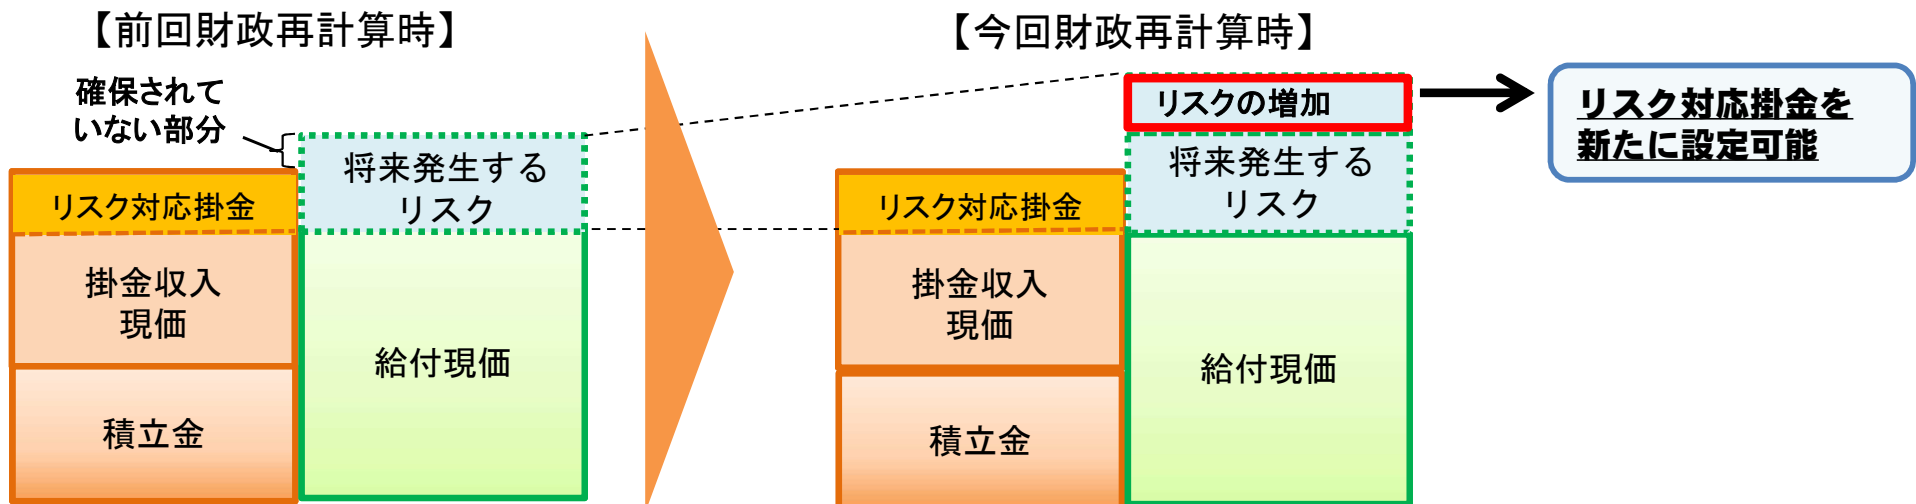 【前回財政再計算時】
確保されて
いない部分
将来発生する
リスク
リスク対応掛金
掛金収入
現価
給付現価
積立金
【今回財政再計算時】
リスクの増加
将来発生する
リスク
リスク対応掛金
掛金収入
現価
給付現価
積立金
リスク対応掛金を
新たに設定可能